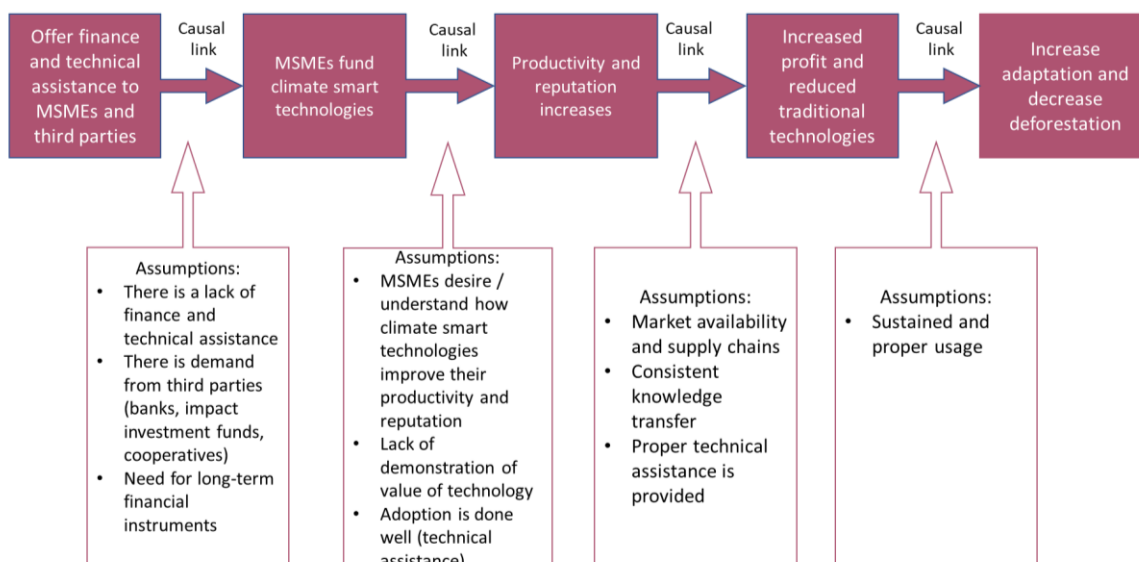 Offer finance
and technical
assistance to
MSMEs and
third parties
Causal
link
MSMEs fund
climate smart
technologies
Causal
link
Productivity and
reputation
increases
Causal
link
Increased
profit and
reduced
traditional
technologies
Causal
link
Increase
adaptation and
decrease
deforestation
Assumptions:
• There is a lack of
finance and
technical assistance
• There is demand
from third parties
(banks, impact
investment funds,
cooperatives)
• Need for long-term
financial
instruments
Assumptions:
• MSMEs desire /
understand how
climate smart
technologies
improve their
productivity and
reputation
• Lack of
demonstration of
value of technology
• Adoption is done
well (technical
assistance)
Assumptions:
• Market availability
and supply chains
• Consistent
knowledge
transfer
• Proper technical
assistance is
provided
Assumptions:
• Sustained and
proper usage